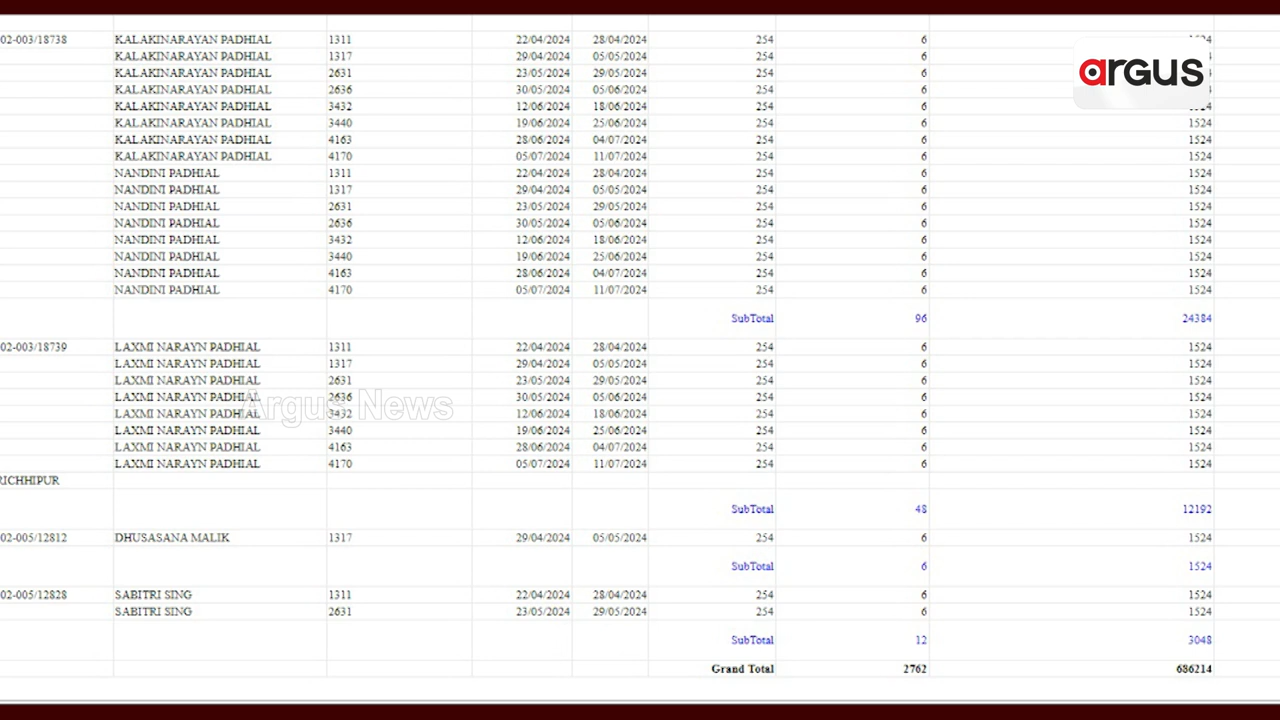 02-003/18738 KALAKINARAYAN PADHIAL 1311 22/04/2024 28/04/2024 254 6
KALAKINARAYAN PADHIAL 1317 29/04/2024 05/05/2024 254 6
KALAKINARAYAN PADHIAL 2631 23/05/2024 29/05/2024 254 6
KALAKINARAYAN PADHIAL 2636 30/05/2024 05/06/2024 254 6
KALAKINARAYAN PADHIAL 3432 12/06/2024 18/06/2024 254 6
argus
KALAKINARAYAN PADHIAL 3440 19/06/2024 25/06/2024 254 6 1524
KALAKINARAYAN PADHIAL 4163 28/06/2024 04/07/2024 254 6 1524
KALAKINARAYAN PADHIAL 4170 05/07/2024 11/07/2024 254 6 1524
NANDINI PADHIAL 1311 22/04/2024 28/04/2024 254 6 1524
NANDINI PADHIAL 1317 29/04/2024 05/05/2024 254 6 1524
NANDINI PADHIAL 2631 23/05/2024 29/05/2024 254 6 1524
NANDINI PADHIAL 2636 30/05/2024 05/06/2024 254 6 1524
NANDINI PADHIAL 3432 12/06/2024 18/06/2024 254 6 1524
NANDINI PADHIAL 3440 19/06/2024 25/06/2024 254 6 1524
NANDINI PADHIAL 4163 28/06/2024 04/07/2024 254 6 1524
NANDINI PADHIAL 4170 05/07/2024 11/07/2024 254 6 1524
SubTotal 96 24384
02-003/18739 LAXMI NARAYN PADHIAL 1311 22/04/2024 28/04/2024 254 6 1524
LAXMI NARAYN PADHIAL 1317 29/04/2024 05/05/2024 254 6 1524
LAXMI NARAYN PADHIAL 2631 23/05/2024 29/05/2024 254 6 1524
LAXMI NARAYN PADHIAL 2636 30/05/2024 05/06/2024 254 6 1524
Argus News
LAXMI NARAYN PADHIAL 3432 12/06/2024 18/06/2024 254 6 1524
LAXMI NARAYN PADHIAL 3440 19/06/2024 25/06/2024 254 6 1524
LAXMI NARAYN PADHIAL 4163 28/06/2024 04/07/2024 254 6 1524
LAXMI NARAYN PADHIAL 4170 05/07/2024 11/07/2024 254 6 1524
RICHHIPUR
SubTotal 48 12192
02-005/12812 DHUSASANA MALIK 1317 29/04/2024 05/05/2024 254 6 1524
SubTotal 6 1524
02-005/12828 SABITRI SING 1311 22/04/2024 28/04/2024 254 6 1524
SABITRI SING 2631 23/05/2024 29/05/2024 254 6 1524
SubTotal 12 3048
Grand Total 2762 686214